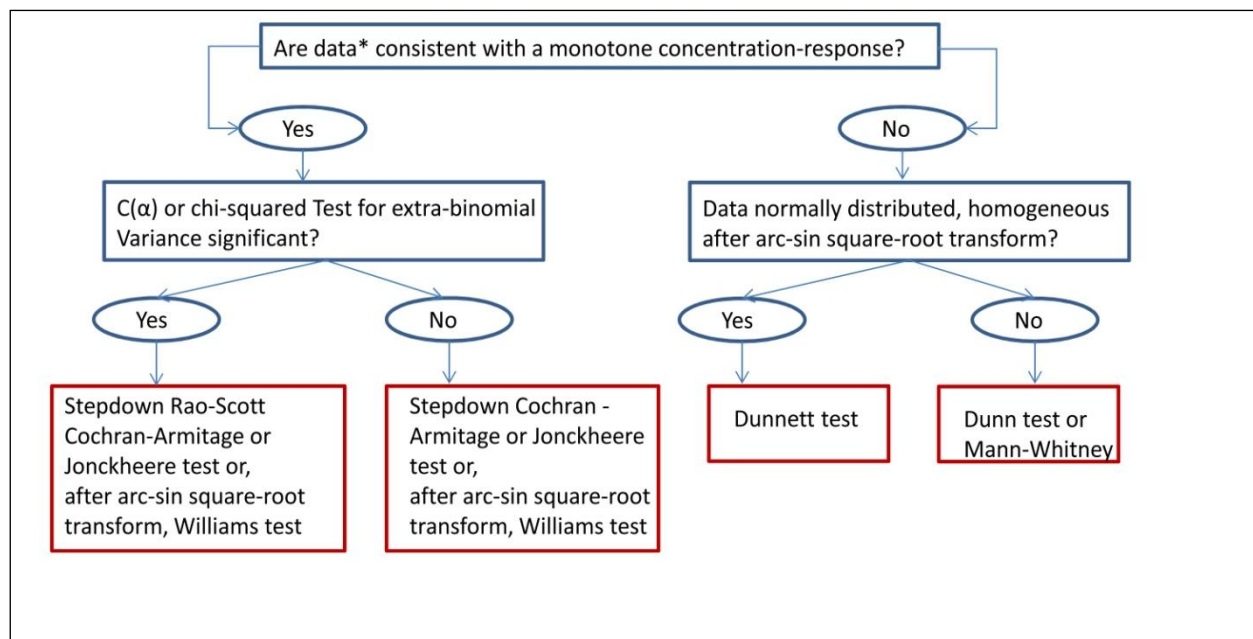 Are data* consistent with a monotone concentration-response?
Yes
No
C(α) or chi-squared Test for extra-binomial
Variance significant?
Data normally distributed, homogeneous
after arc-sin square-root transform?
Yes
No
Yes
No
Stepdown Rao-Scott
Cochran-Armitage or
Jonckheere test or,
after arc-sin square-root
transform, Williams test
Stepdown Cochran -
Armitage or Jonckheere
test or,
after arc-sin square-root
transform, Williams test
Dunnett test
Dunn test or
Mann-Whitney